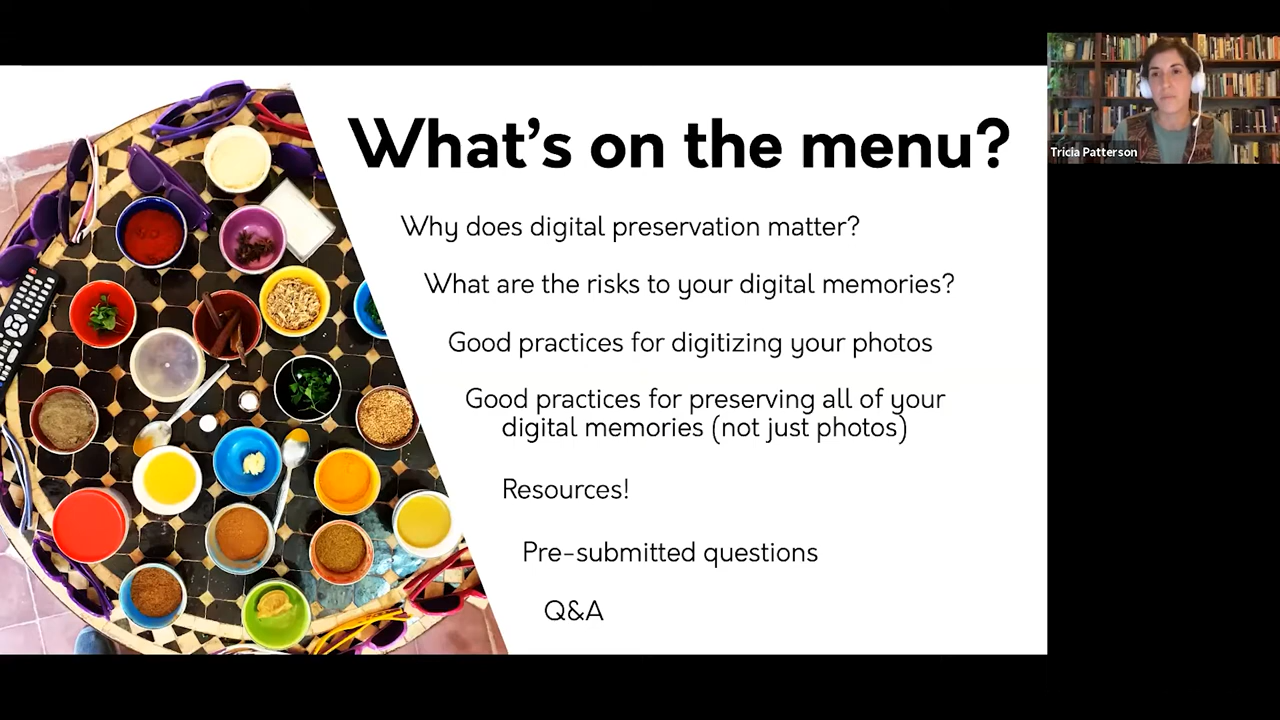 What's on the menu?
Why does digital preservation matter?
What are the risks to your digital memories?
Good practices for digitizing your photos
Good practices for preserving all of your
digital memories (not just photos)
Resources!
Pre-submitted questions
Q&A
Tricia Patterson